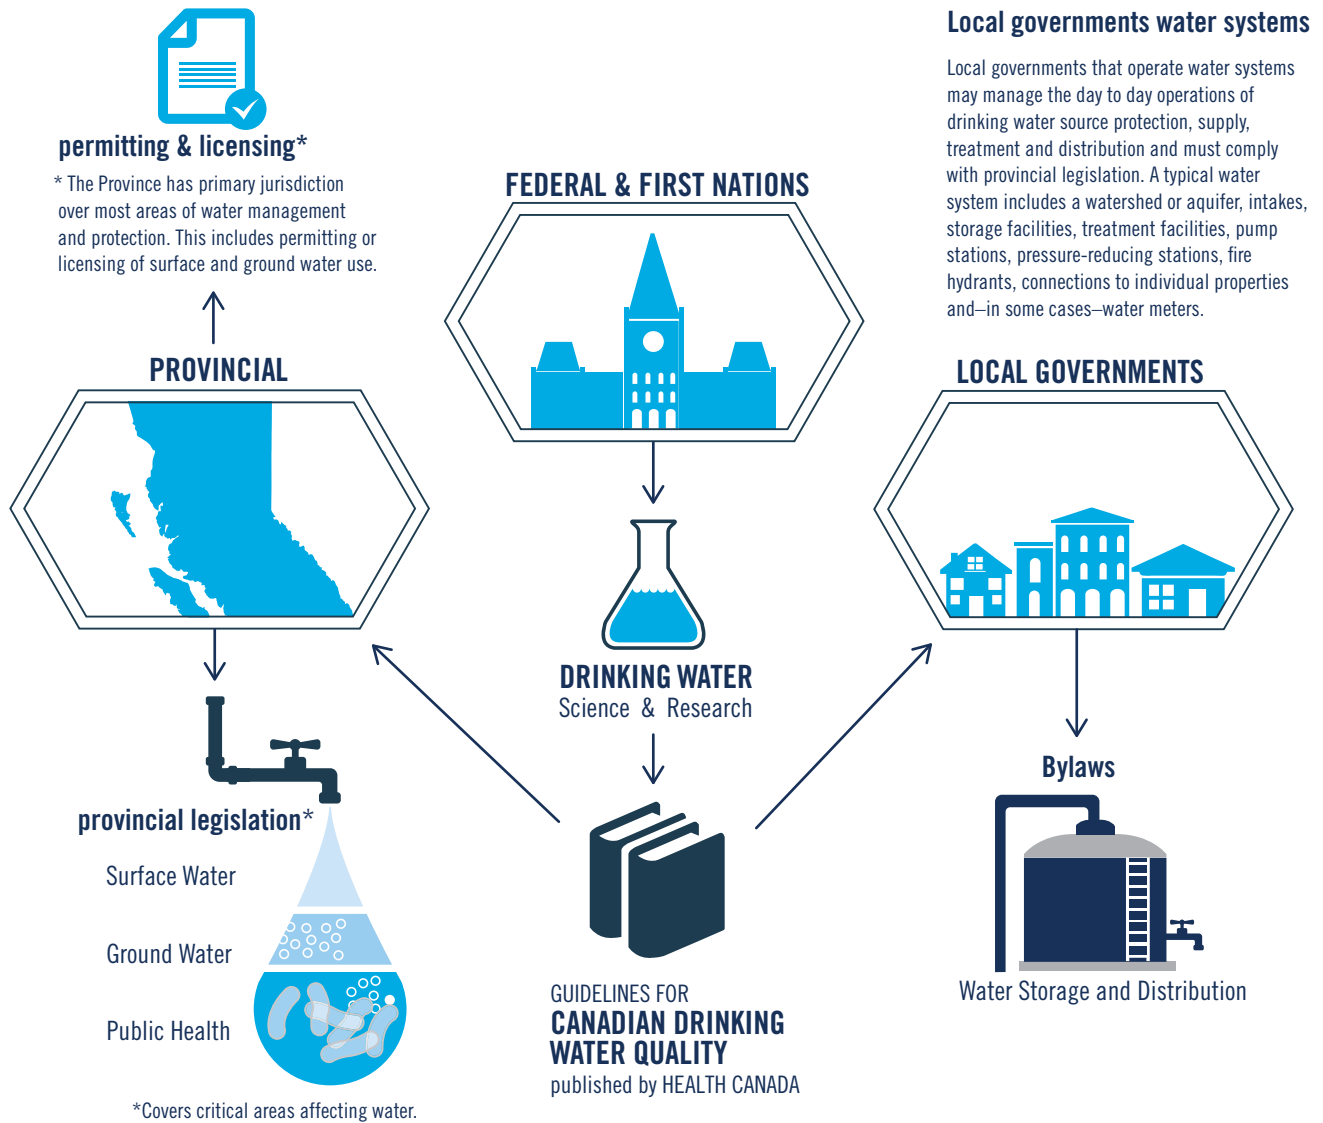 permitting & licensing*
* The Province has primary jurisdiction
over most areas of water management
and protection. This includes permitting or
licensing of surface and ground water use.
PROVINCIAL
provincial legislation*
Surface Water
Ground Water
Public Health
*Covers critical areas affecting water.
FEDERAL & FIRST NATIONS
DRINKING WATER
Science & Research
GUIDELINES FOR
CANADIAN DRINKING
WATER QUALITY
published by HEALTH CANADA
Local governments water systems
Local governments that operate water systems
may manage the day to day operations of
drinking water source protection, supply,
treatment and distribution and must comply
with provincial legislation. A typical water
system includes a watershed or aquifer, intakes,
storage facilities, treatment facilities, pump
stations, pressure-reducing stations, fire
hydrants, connections to individual properties
and–in some cases–water meters.
LOCAL GOVERNMENTS
Bylaws
Water Storage and Distribution